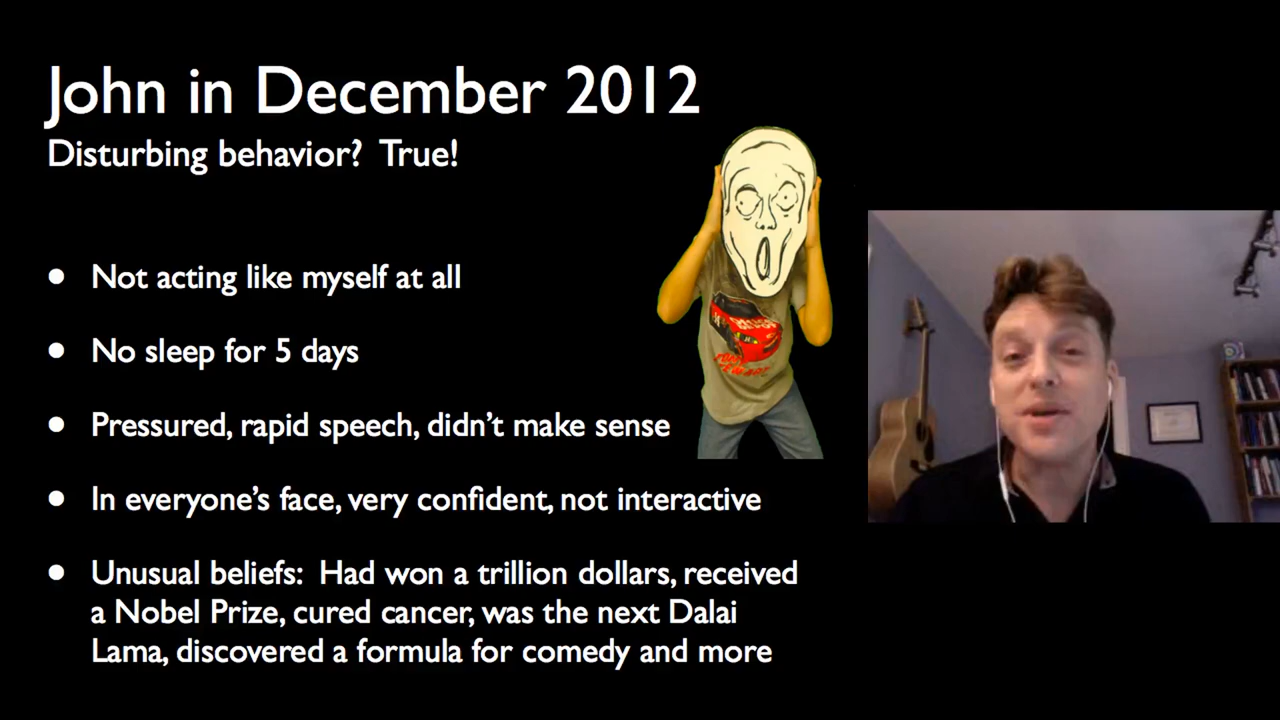 John in December 2012
Disturbing behavior?  True!
• Not acting like myself at all
• No sleep for 5 days
• Pressured, rapid speech, didn’t make sense
• In everyone’s face, very confident, not interactive
• Unusual beliefs:  Had won a trillion dollars, received
a Nobel Prize, cured cancer, was the next Dalai
Lama, discovered a formula for comedy and more